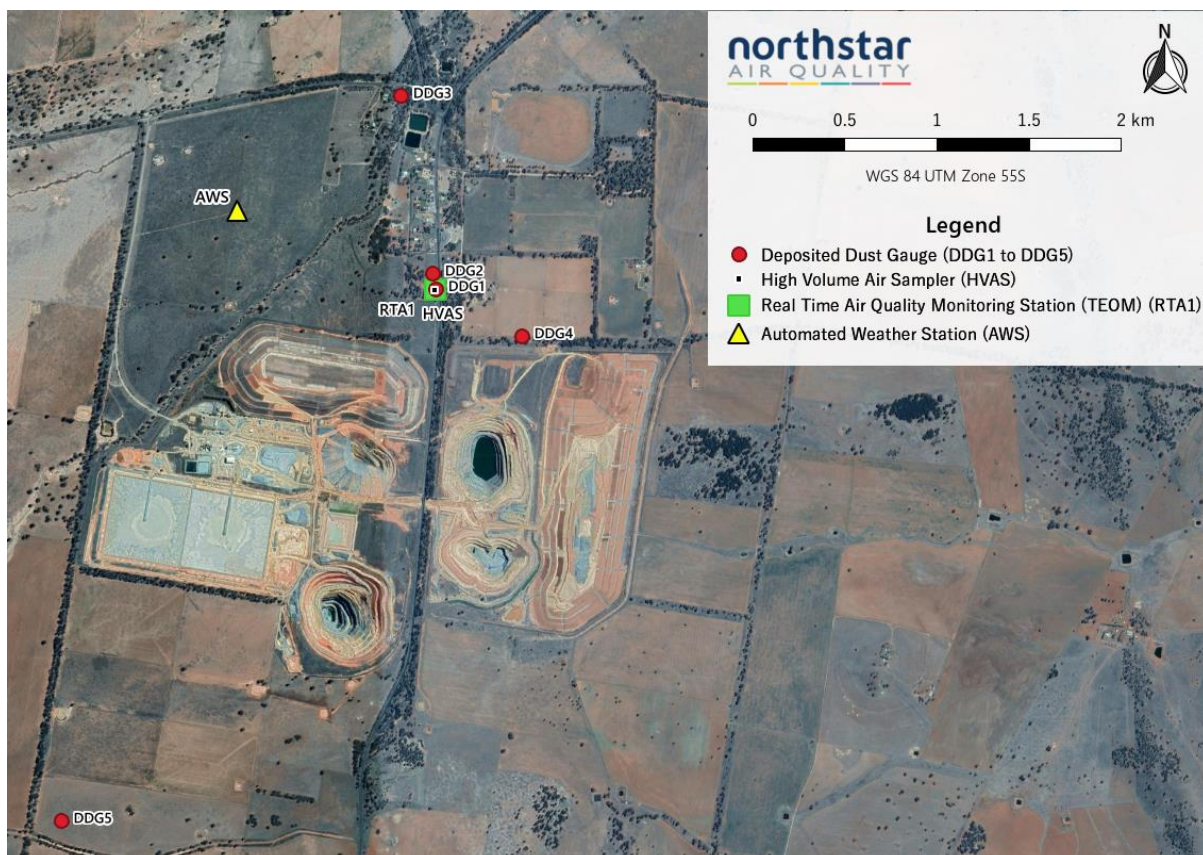 northstar
AIR QUALITY
N
0 0.5 1 1.5 2 km
WGS 84 UTM Zone 55S
Legend
Deposited Dust Gauge (DDG1 to DDG5)
High Volume Air Sampler (HVAS)
Real Time Air Quality Monitoring Station (TEOM) (RTA1)
Automated Weather Station (AWS)
DDG3
AWS
DDG2
DDG1
RTA1 HVAS
DDG4
DDG5